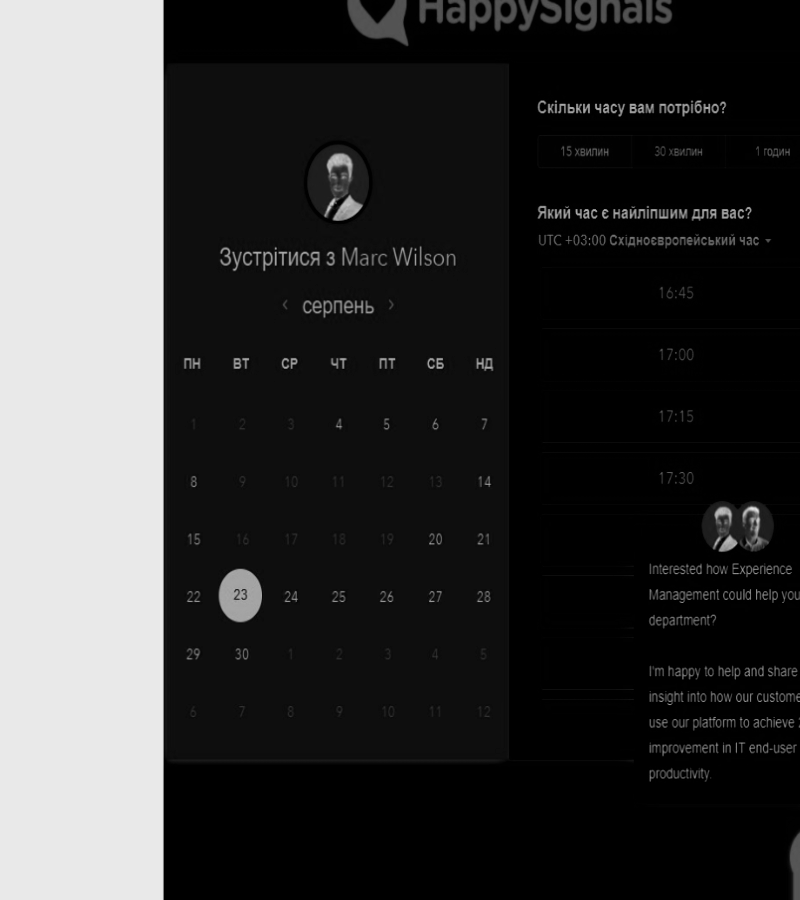 HappySignals
Зустрітися з Marc Wilson
‹ серпень ›
ПН ВТ СР ЧТ ПТ СБ НД
1 2 3 4 5 6 7
8 9 10 11 12 13 14
15 16 17 18 19 20 21
22 23 24 25 26 27 28
29 30 1 2 3 4 5
6 7 8 9 10 11 12
Скільки часу вам потрібно?
15 хвилин 30 хвилин 1 годин
Який час є найліпшим для вас?
UTC +03:00 Східноєвропейський час
16:45
17:00
17:15
17:30
Interested how Experience
Management could help you
department?
I'm happy to help and share
insight into how our custome
use our platform to achieve
improvement in IT end-user
productivity.